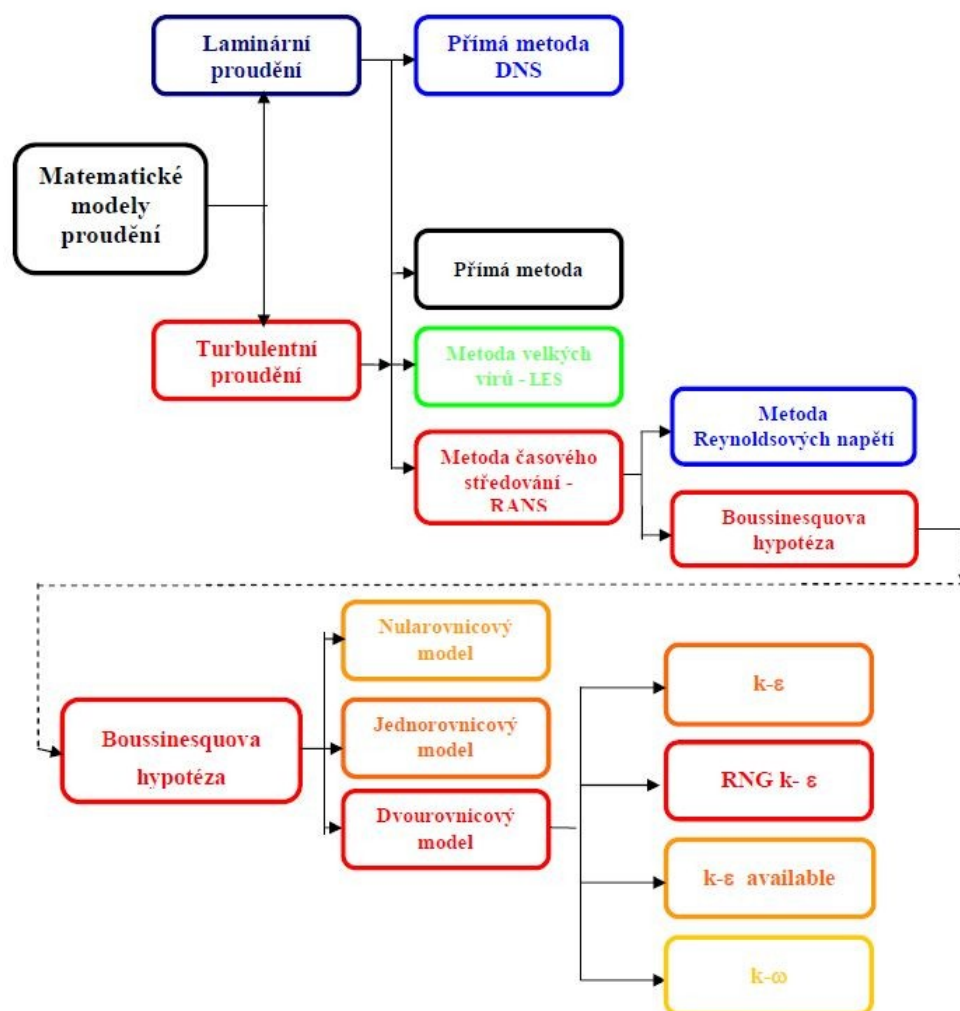 Laminární
proudění
Přímá metoda
DNS
Matematické
modely
proudění
Přímá metoda
Turbulentní
proudění
Metoda velkých
vírů - LES
Metoda časového
středování -
RANS
Metoda
Reynoldsových napětí
Boussinesquova
hypotéza
Nularovnicový
model
Boussinesquova
hypotéza
Jednorovnicový
model
Dvourovnicový
model
k-ε
RNG k- ε
k-ε available
k-ω